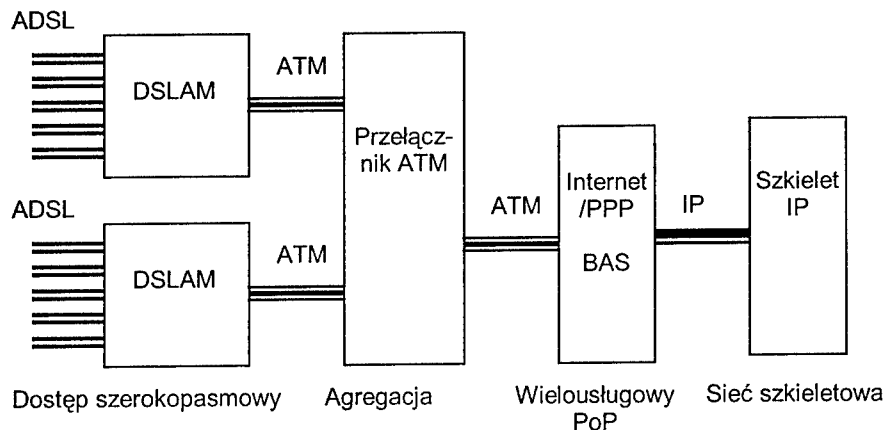 ADSL
DSLAM
ATM
Przełącz-
nik ATM
ADSL
DSLAM
ATM
ATM
Internet
/PPP
BAS
IP
Szkielet
IP
Dostęp szerokopasmowy
Agregacja
Wielousługowy
PoP
Sieć szkieletowa